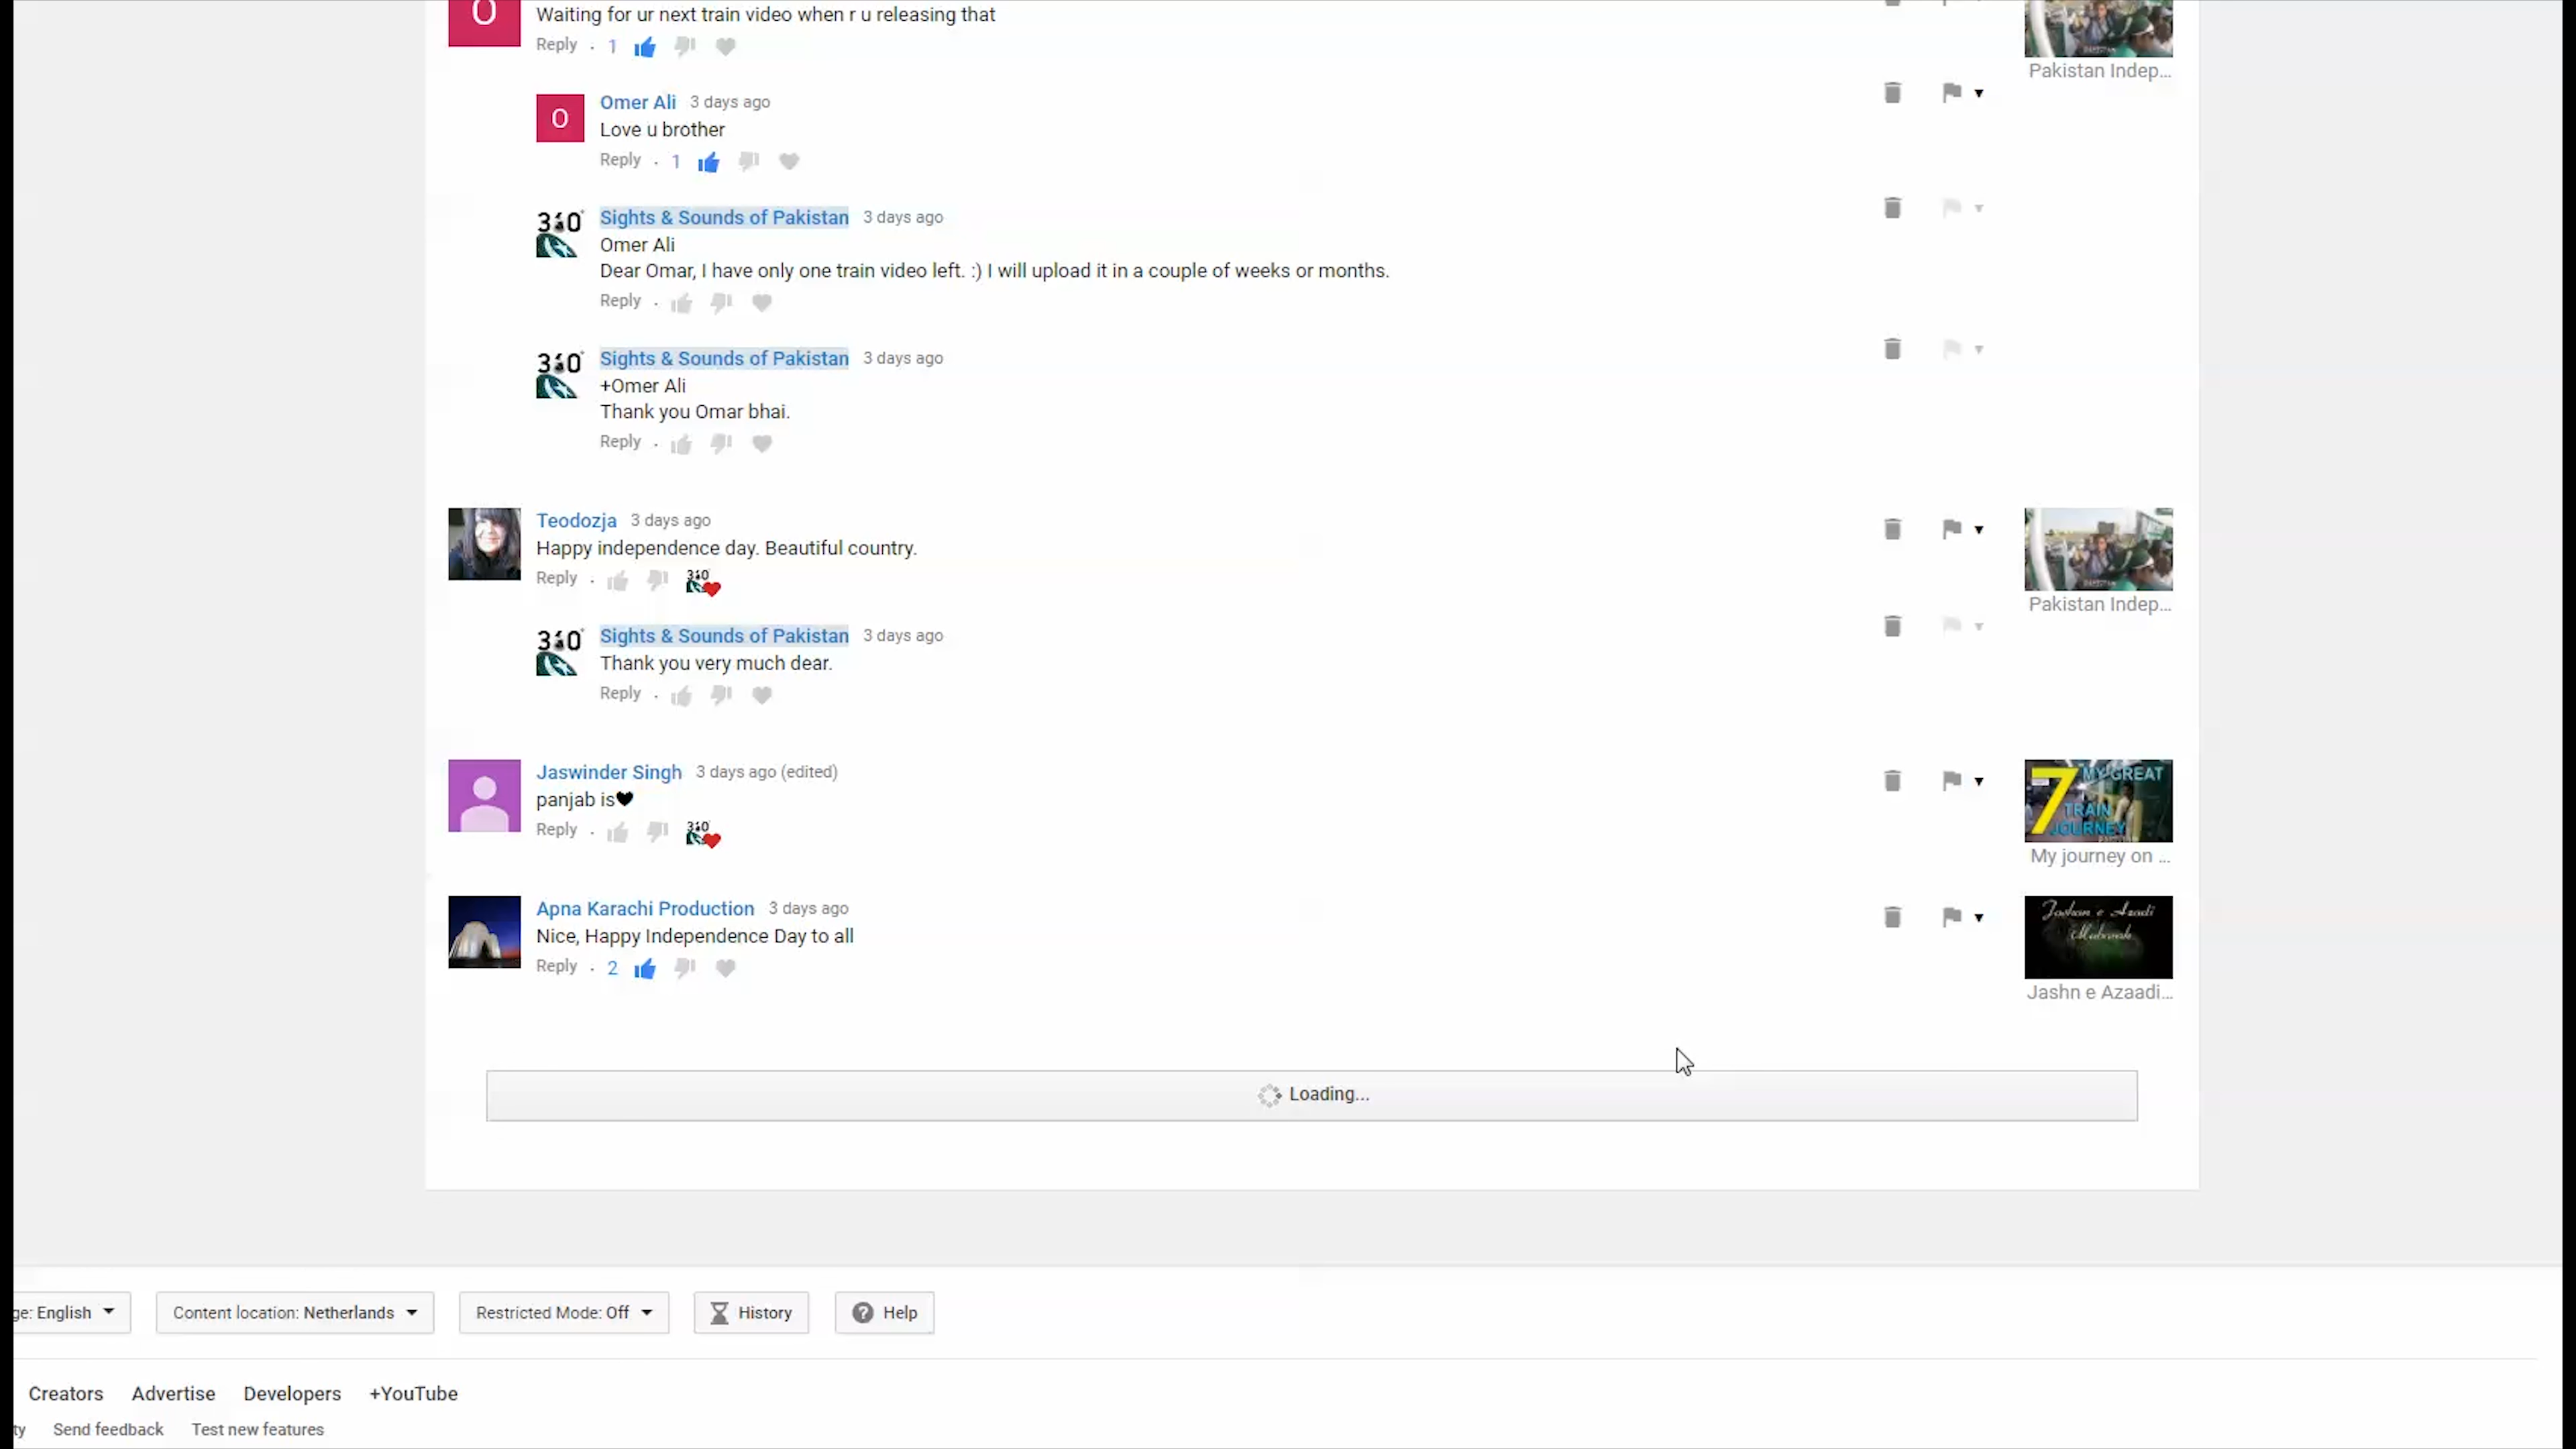 O
Waiting for ur next train video when r u releasing that
Reply . 1
Pakistan Indep...
O
Omer Ali 3 days ago
Love u brother
Reply . 1
360°
Sights & Sounds of Pakistan 3 days ago
Omer Ali
Dear Omar, I have only one train video left. :) I will upload it in a couple of weeks or months.
Reply .
360°
Sights & Sounds of Pakistan 3 days ago
+Omer Ali
Thank you Omar bhai.
Reply .
Teodozja 3 days ago
Happy independence day. Beautiful country.
Reply .
Pakistan Indep...
360°
Sights & Sounds of Pakistan 3 days ago
Thank you very much dear.
Reply .
Jaswinder Singh 3 days ago (edited)
panjab is🖤
Reply .
7 MY GREAT
TRAIN
JOURNEY
My journey on ...
Apna Karachi Production 3 days ago
Nice, Happy Independence Day to all
Reply . 2
Jashan e Azadi
Mubarak
Jashn e Azaadi...
Loading...
ge: English Content location: Netherlands Restricted Mode: Off History Help
Creators Advertise Developers +YouTube
ty Send feedback Test new features